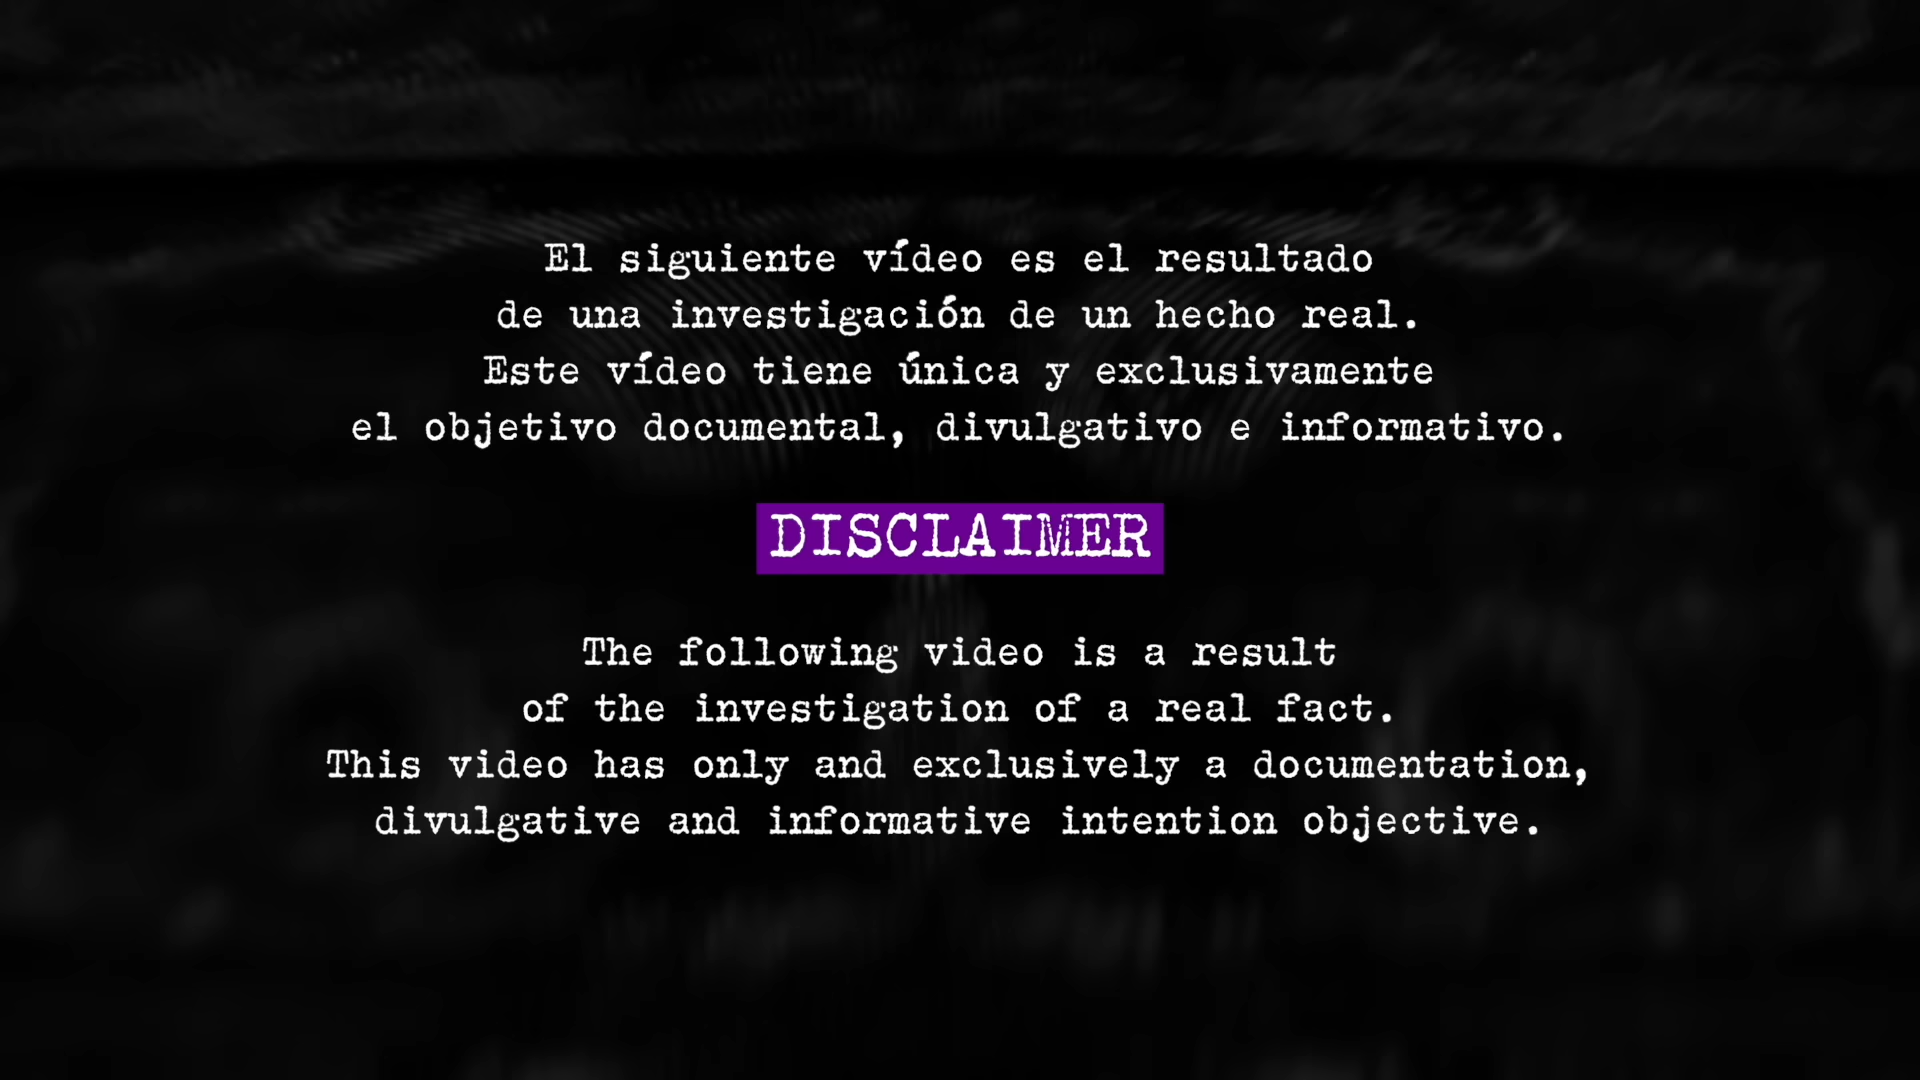 El siguiente vídeo es el resultado
de una investigación de un hecho real.
Este vídeo tiene única y exclusivamente
el objetivo documental, divulgativo e informativo.
DISCLAIMER
The following video is a result
of the investigation of a real fact.
This video has only and exclusively a documentation,
divulgative and informative intention objective.